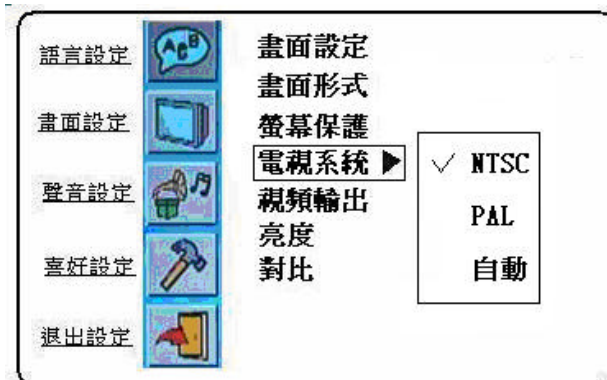 語言設定
畫面設定
聲音設定
喜好設定
退出設定
ABC
畫面設定
畫面形式
螢幕保護
電視系統 ▶
視頻輸出
亮度
對比
✓ NTSC
PAL
自動